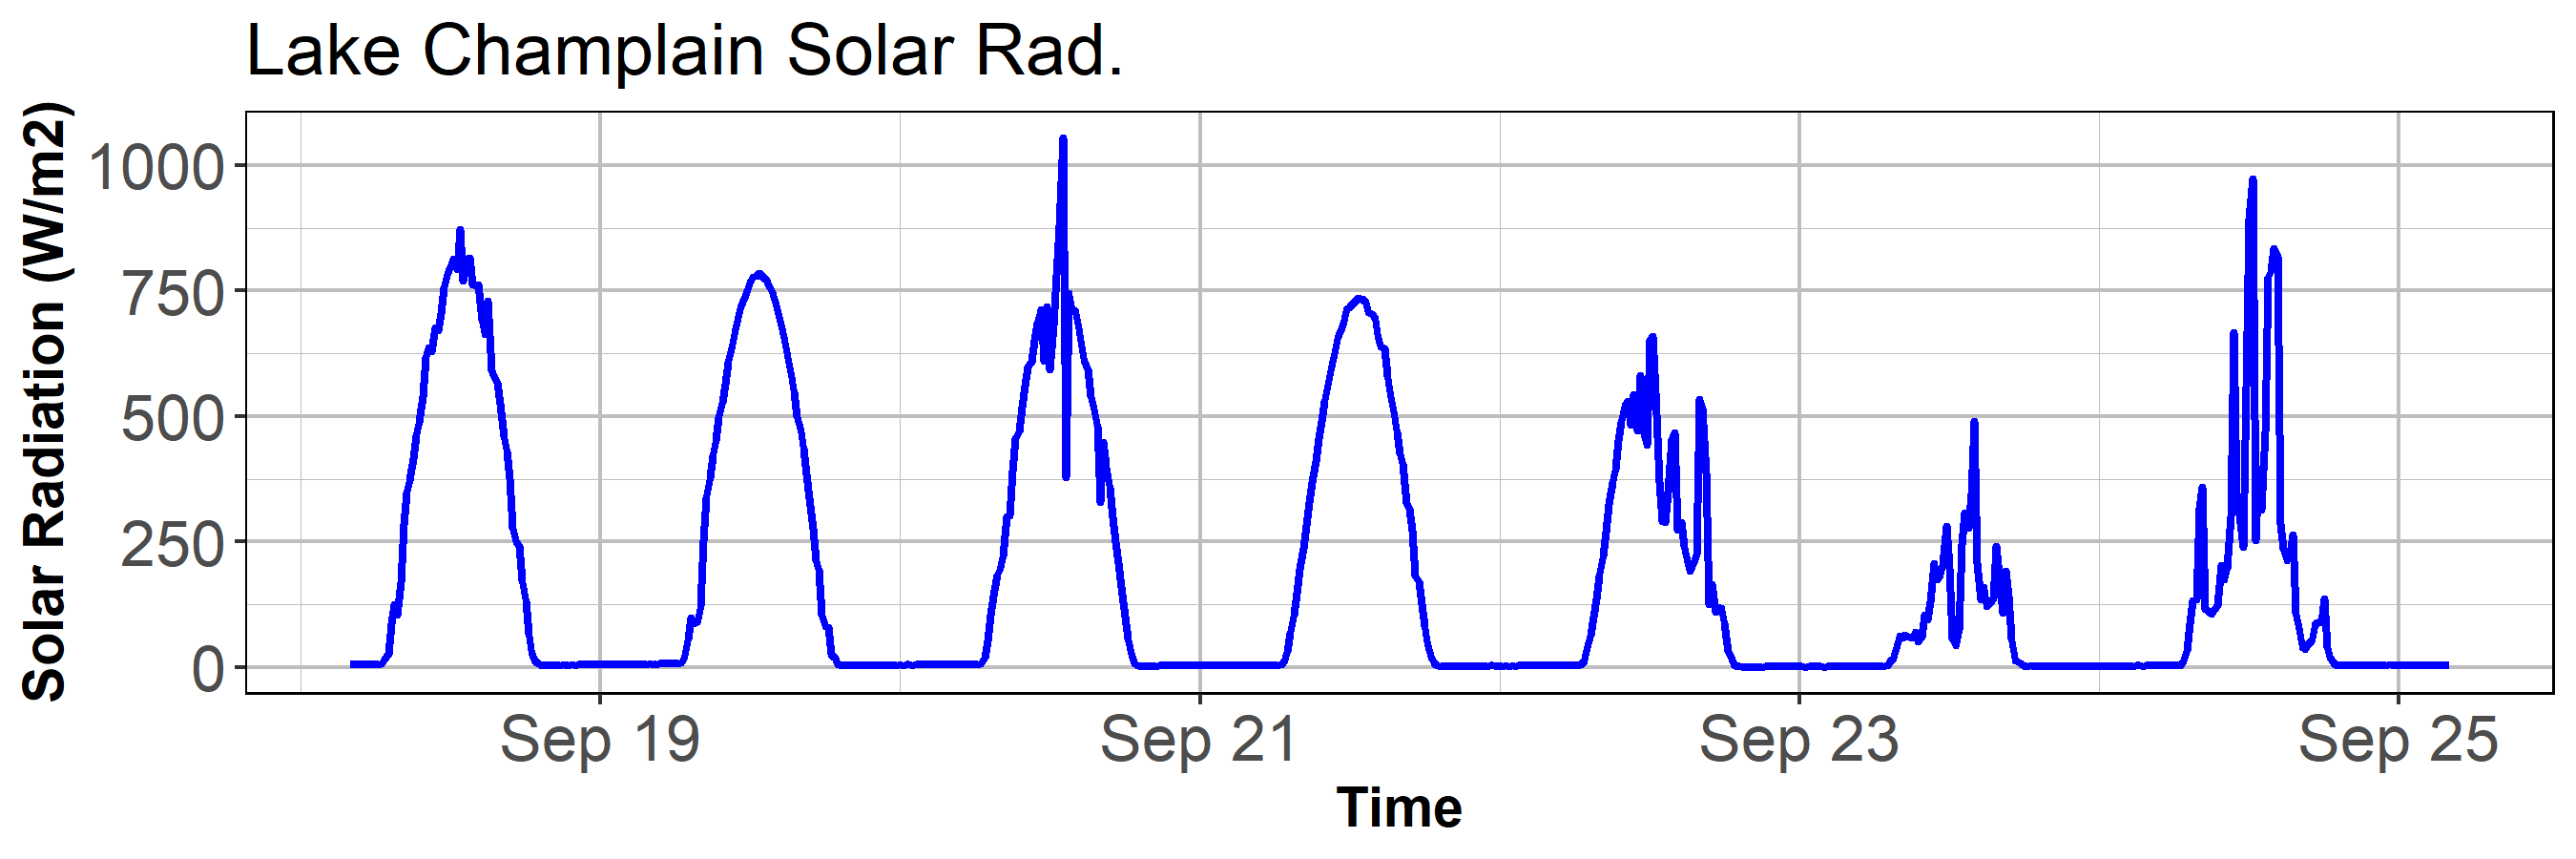 Lake Champlain Solar Rad.
Solar Radiation (W/m2)
1000
750
500
250
0
Sep 19 Sep 21 Sep 23 Sep 25
Time